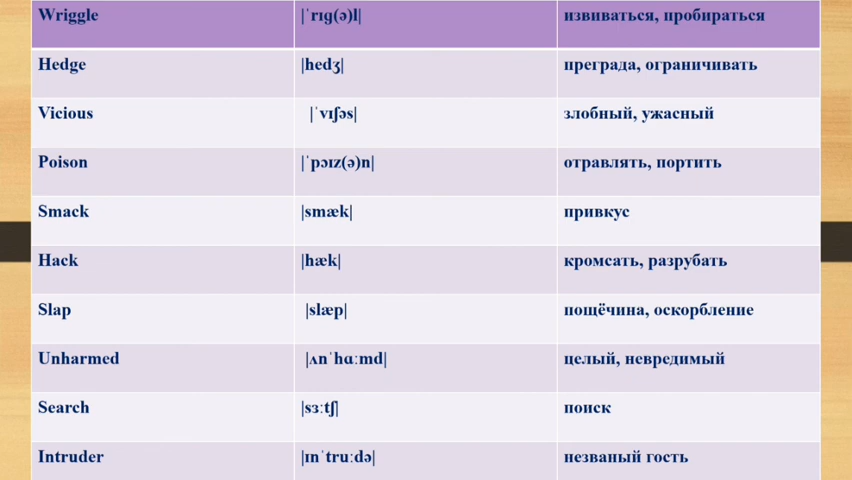 Wriggle |ˈrɪɡ(ə)l| извиваться, пробираться
Hedge |hedʒ| преграда, ограничивать
Vicious |ˈvɪʃəs| злобный, ужасный
Poison |ˈpɔɪz(ə)n| отравлять, портить
Smack |smæk| привкус
Hack |hæk| кромсать, разрубать
Slap |slæp| пощёчина, оскорбление
Unharmed |ʌnˈhɑːmd| целый, невредимый
Search |sɜːtʃ| поиск
Intruder |ɪnˈtruːdə| незваный гость